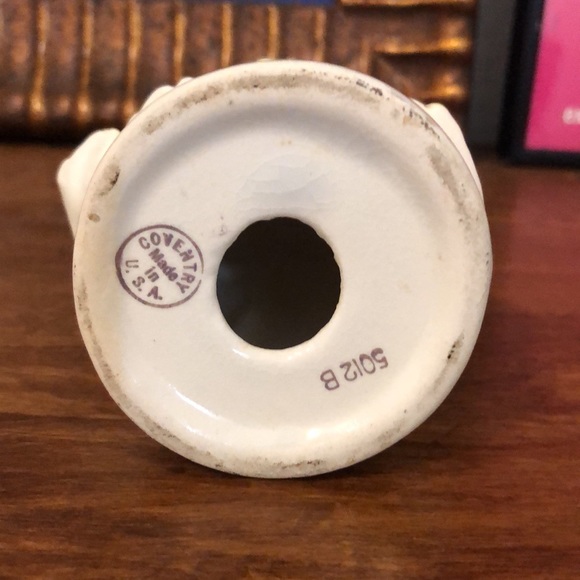 COVENTRY
Made
in
U. S. A.
5012 B